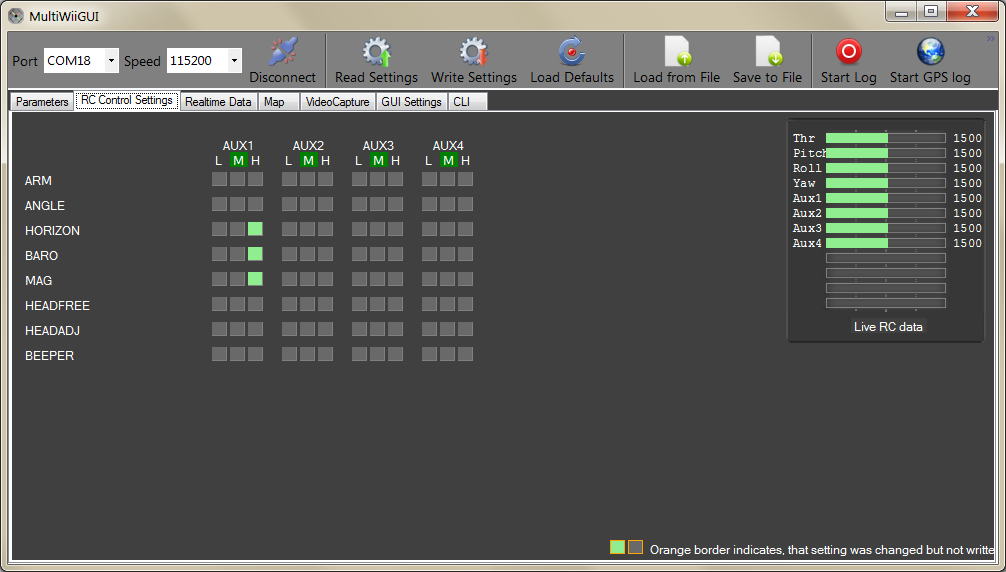 MultiWiiGUI
Port COM18 Speed 115200 Disconnect Read Settings Write Settings Load Defaults Load from File Save to File Start Log Start GPS log
Parameters RC Control Settings Realtime Data Map VideoCapture GUI Settings CLI
AUX1 AUX2 AUX3 AUX4
L M H L M H L M H L M H
ARM
ANGLE
HORIZON
BARO
MAG
HEADFREE
HEADADJ
BEEPER
Thr 1500
Pitch 1500
Roll 1500
Yaw 1500
Aux1 1500
Aux2 1500
Aux3 1500
Aux4 1500
Live RC data
Orange border indicates, that setting was changed but not writte